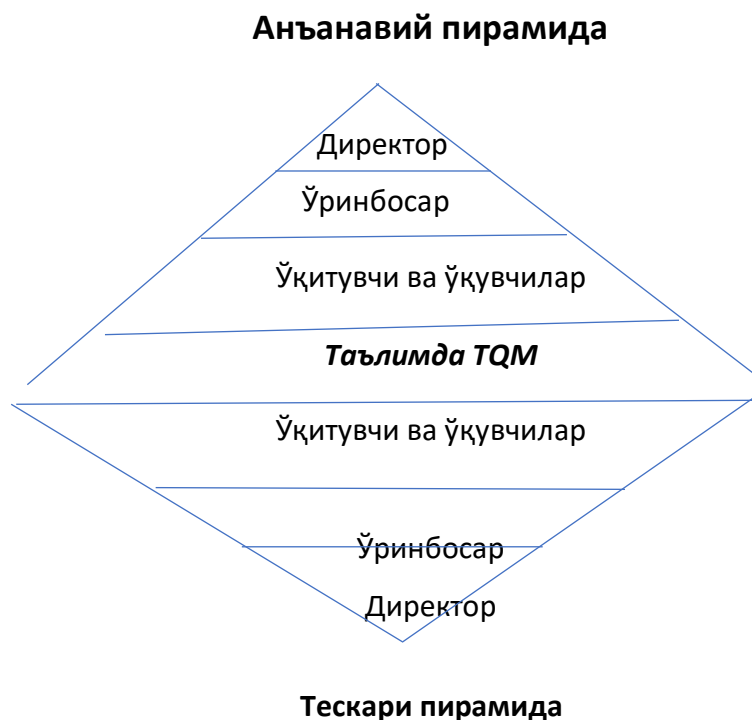 Анъанавий пирамида
Директор
Ўринбосар
Ўқитувчи ва ўқувчилар
Таълимда TQM
Ўқитувчи ва ўқувчилар
Ўринбосар
Директор
Тескари пирамида